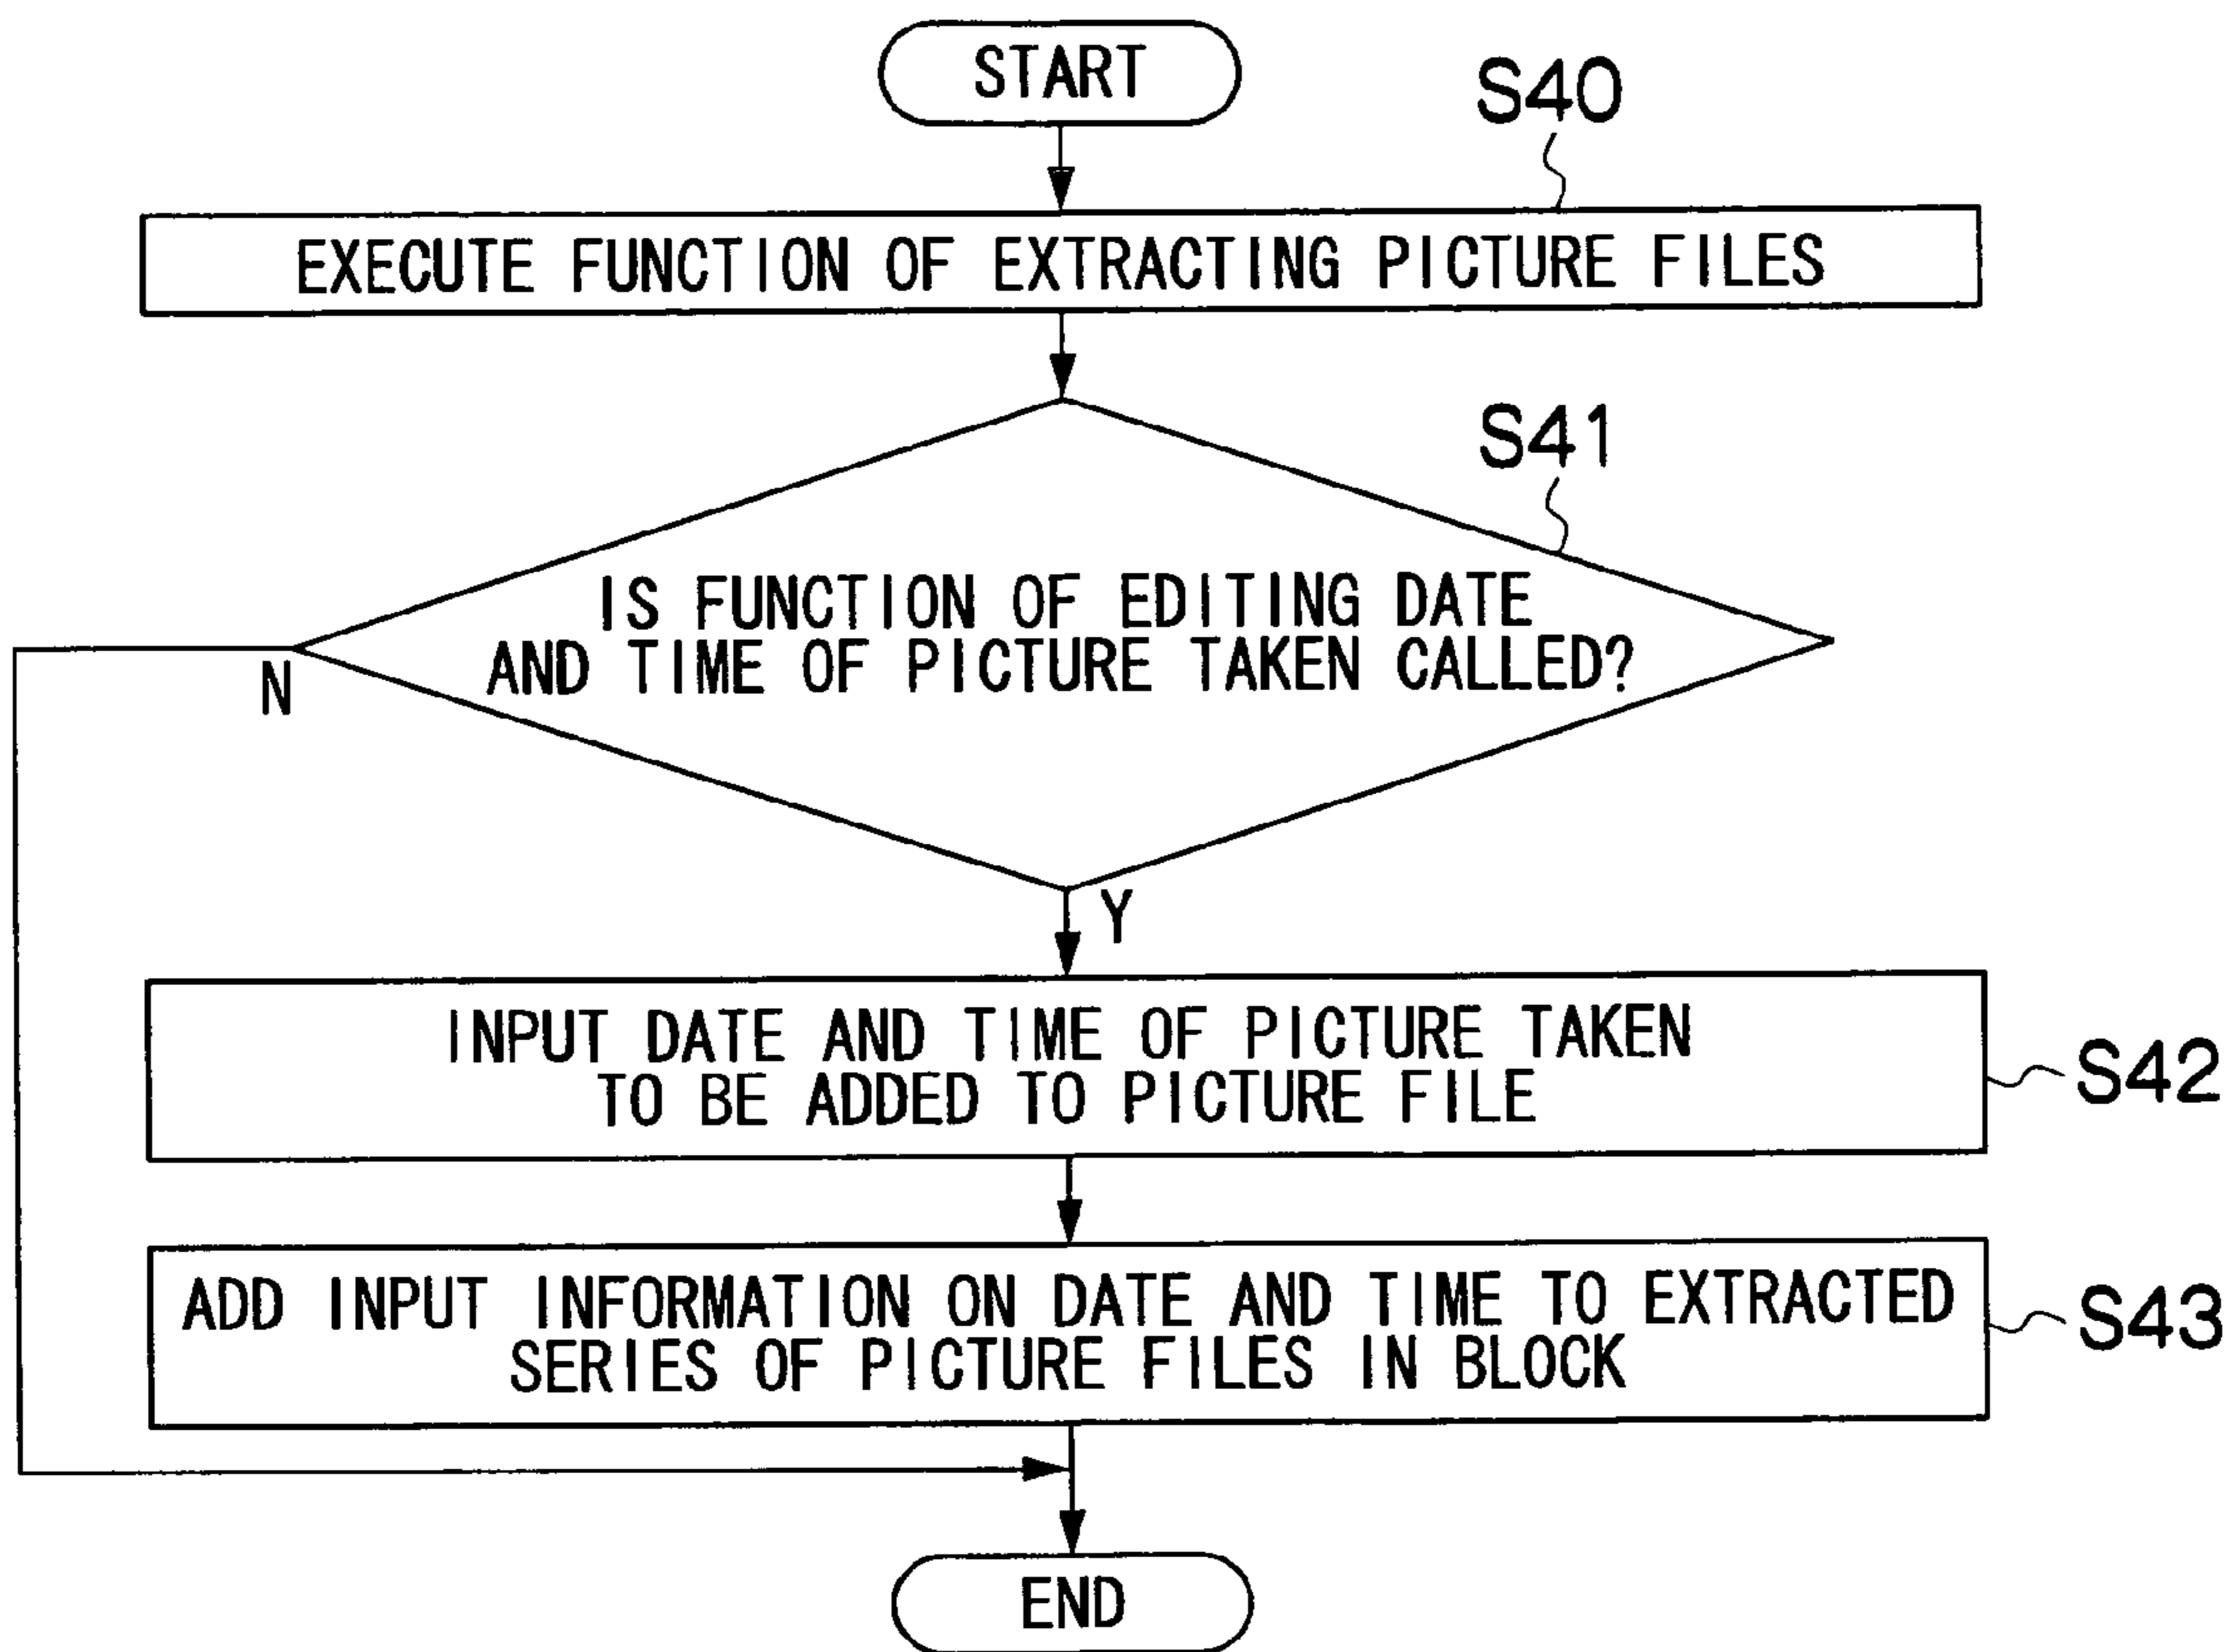 START
S40
EXECUTE FUNCTION OF EXTRACTING PICTURE FILES
S41
IS FUNCTION OF EDITING DATE
AND TIME OF PICTURE TAKEN CALLED?
N
Y
INPUT DATE AND TIME OF PICTURE TAKEN
TO BE ADDED TO PICTURE FILE
S42
ADD INPUT INFORMATION ON DATE AND TIME TO EXTRACTED
SERIES OF PICTURE FILES IN BLOCK
S43
END